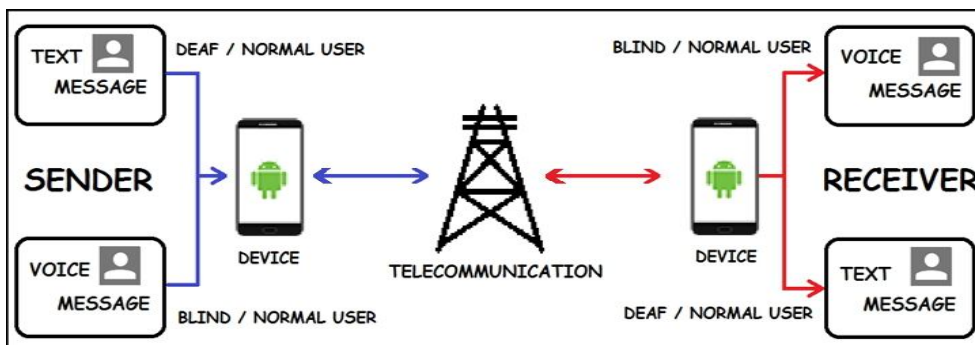 TEXT
MESSAGE
DEAF / NORMAL USER
SENDER
VOICE
MESSAGE
BLIND / NORMAL USER
DEVICE
TELECOMMUNICATION
DEVICE
BLIND / NORMAL USER
VOICE
MESSAGE
RECEIVER
TEXT
MESSAGE
DEAF / NORMAL USER